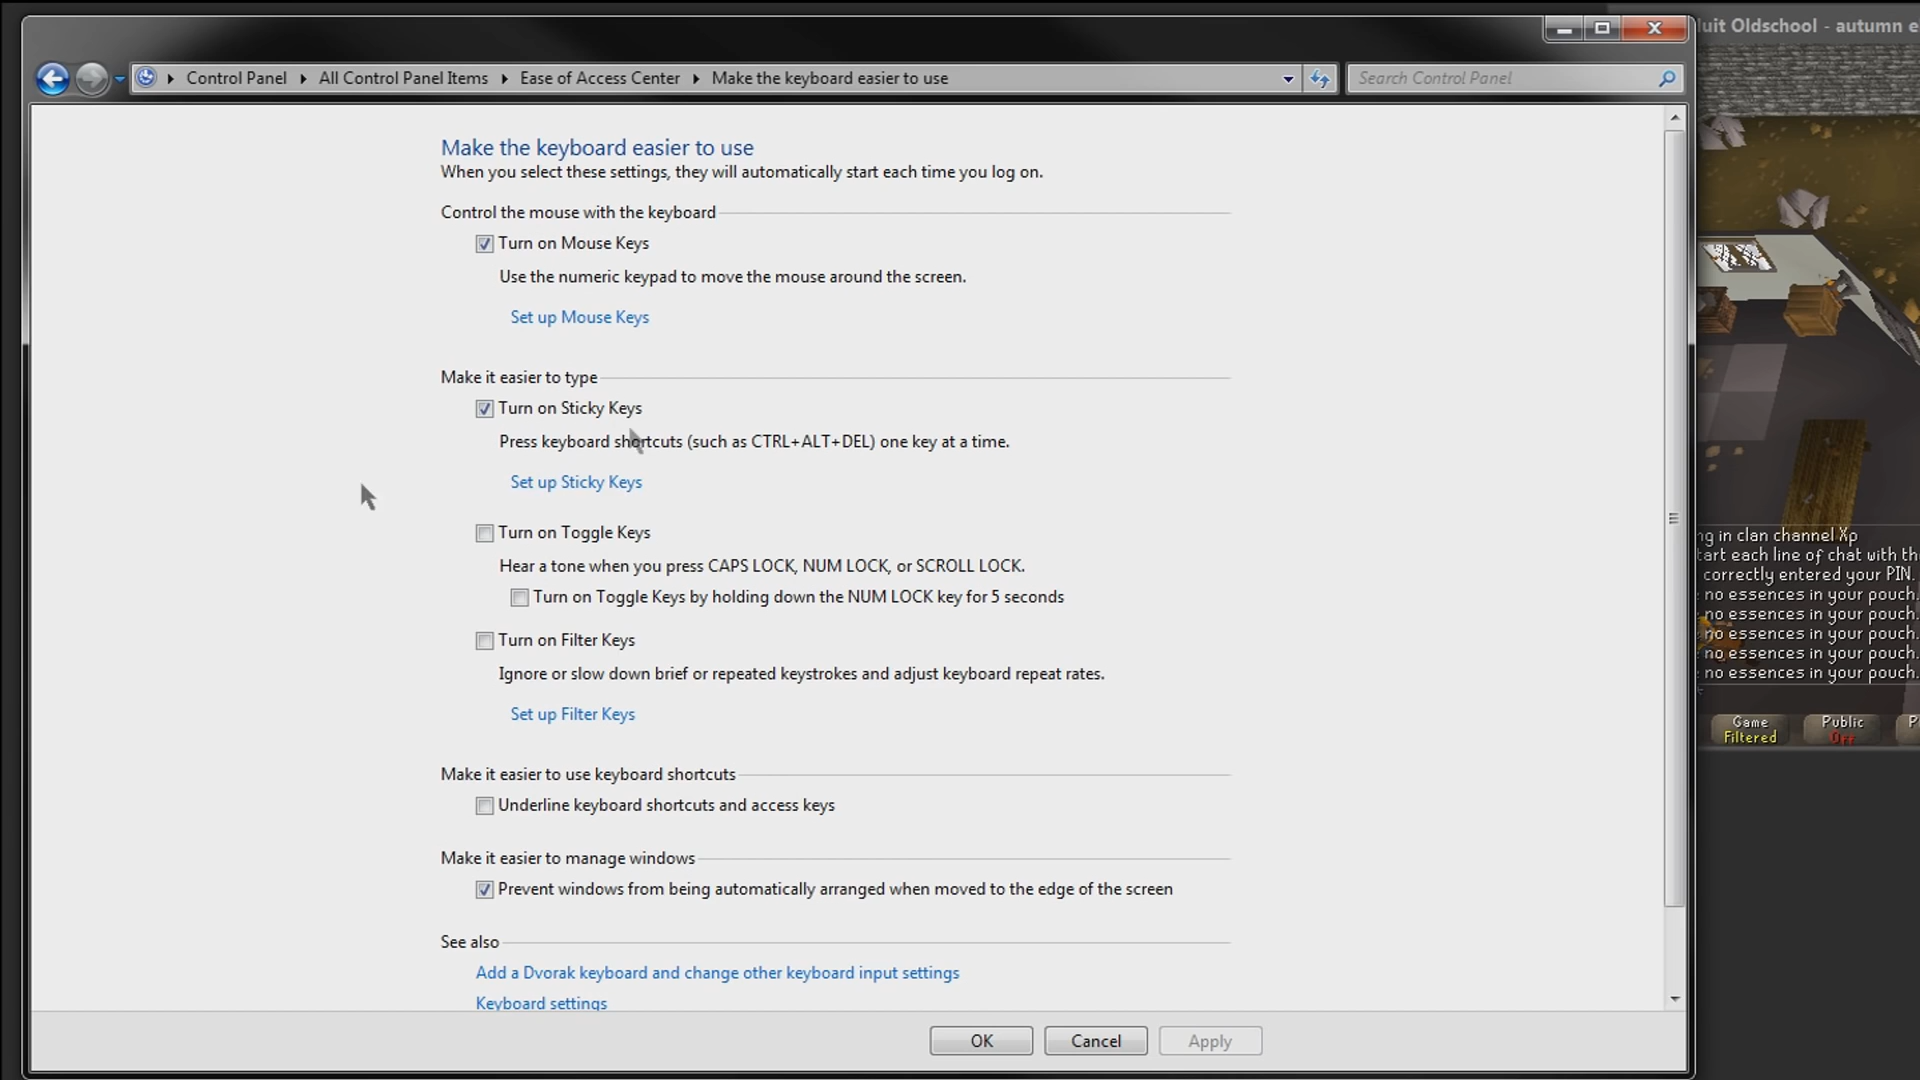 luit Oldschool - autumn e
Control Panel
All Control Panel Items
Ease of Access Center
Make the keyboard easier to use
Search Control Panel
Make the keyboard easier to use
When you select these settings, they will automatically start each time you log on.
Control the mouse with the keyboard
Turn on Mouse Keys
Use the numeric keypad to move the mouse around the screen.
Set up Mouse Keys
Make it easier to type
Turn on Sticky Keys
Press keyboard shortcuts (such as CTRL+ALT+DEL) one key at a time.
Set up Sticky Keys
Turn on Toggle Keys
Hear a tone when you press CAPS LOCK, NUM LOCK, or SCROLL LOCK.
Turn on Toggle Keys by holding down the NUM LOCK key for 5 seconds
Turn on Filter Keys
Ignore or slow down brief or repeated keystrokes and adjust keyboard repeat rates.
Set up Filter Keys
Make it easier to use keyboard shortcuts
Underline keyboard shortcuts and access keys
Make it easier to manage windows
Prevent windows from being automatically arranged when moved to the edge of the screen
See also
Add a Dvorak keyboard and change other keyboard input settings
Keyboard settings
OK
Cancel
Apply
ng in clan channel Xp
tart each line of chat with th
correctly entered your PIN.
no essences in your pouch.
no essences in your pouch.
no essences in your pouch.
no essences in your pouch.
no essences in your pouch.
Game
Filtered
Public
Off
P